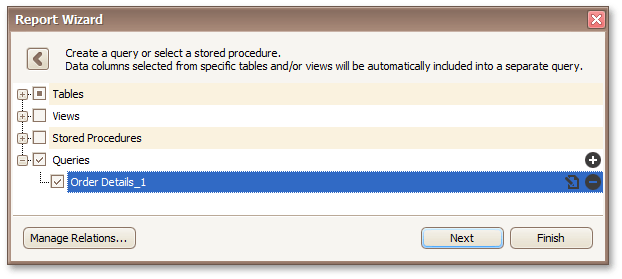 Report Wizard
Create a query or select a stored procedure.
Data columns selected from specific tables and/or views will be automatically included into a separate query.
Tables
Views
Stored Procedures
Queries
Order Details_1
Manage Relations...
Next
Finish